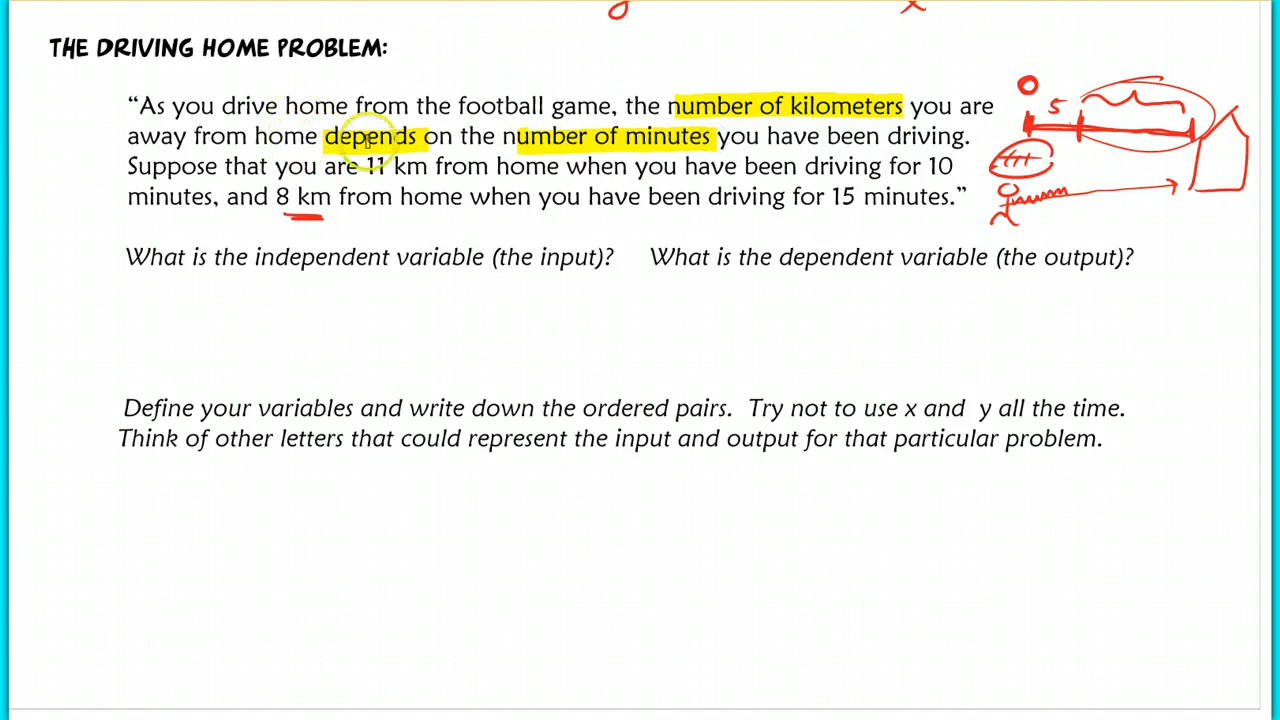 y x
THE DRIVING HOME PROBLEM:
“As you drive home from the football game, the number of kilometers you are
away from home depends on the number of minutes you have been driving.
Suppose that you are 11 km from home when you have been driving for 10
minutes, and 8 km from home when you have been driving for 15 minutes.”
0
5
What is the independent variable (the input)? What is the dependent variable (the output)?
Define your variables and write down the ordered pairs. Try not to use x and y all the time.
Think of other letters that could represent the input and output for that particular problem.